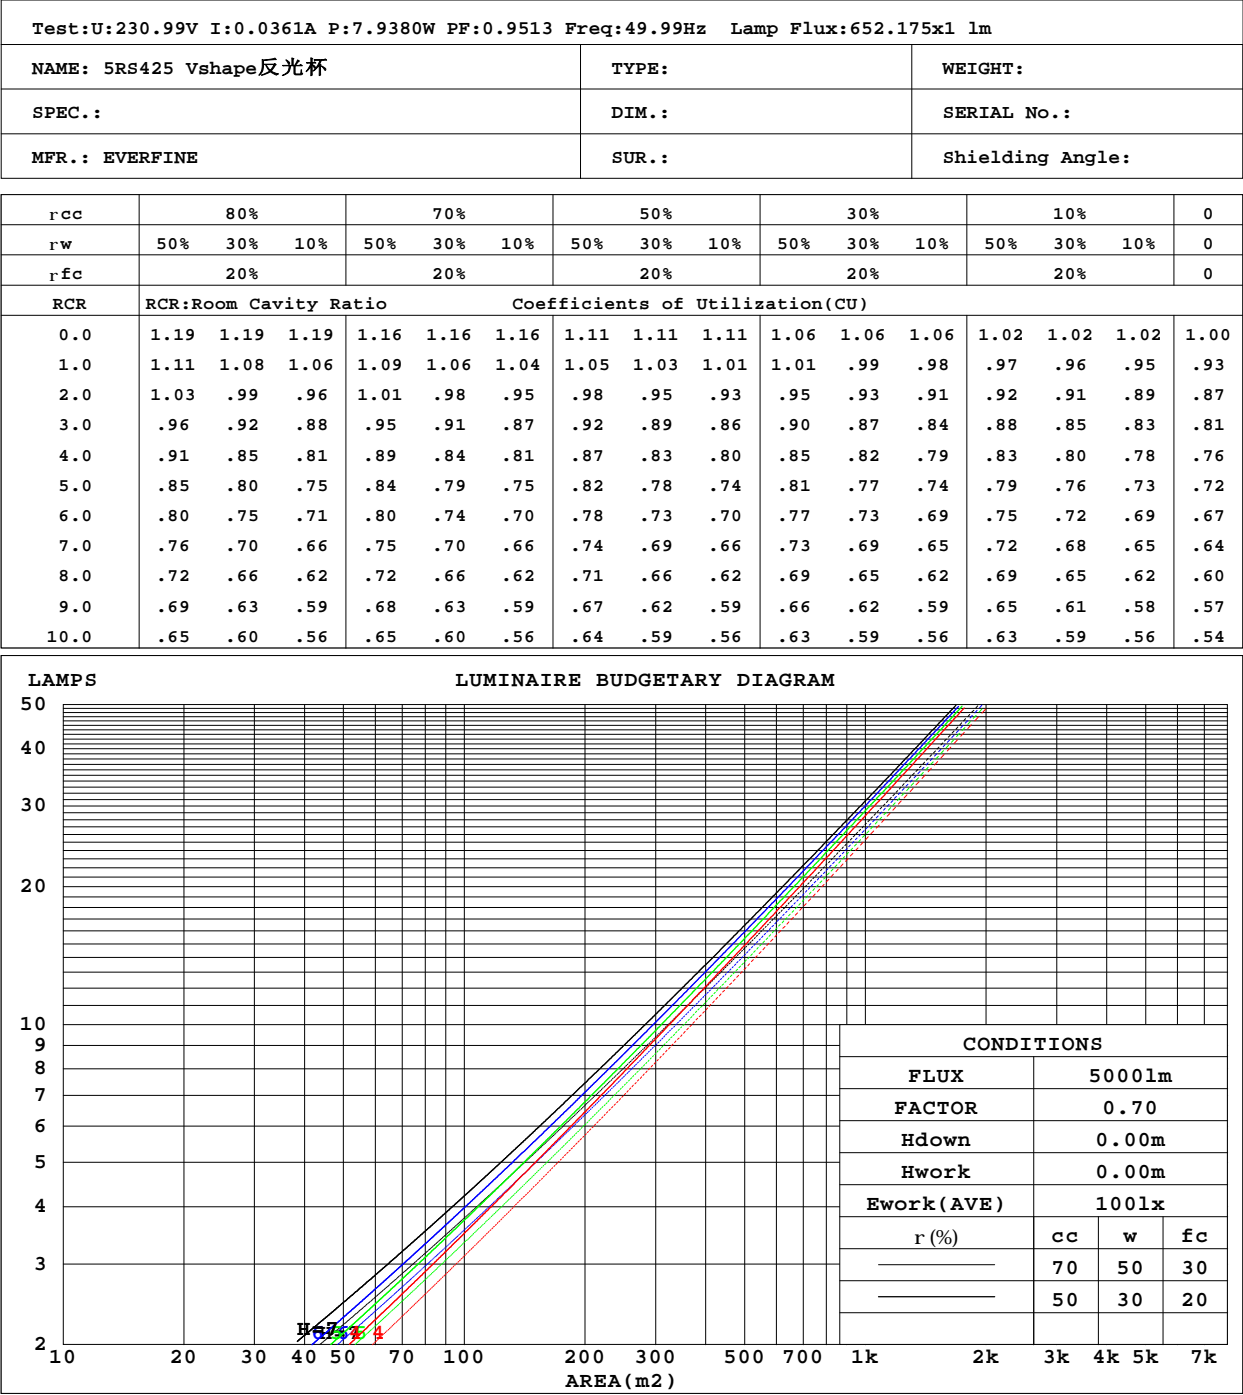 Test:U:230.99V I:0.0361A P:7.9380W PF:0.9513 Freq:49.99Hz Lamp Flux:652.175x1 lm
NAME: 5RS425 Vshape反光杯 TYPE: WEIGHT:
SPEC.: DIM.: SERIAL No.:
MFR.: EVERFINE SUR.: Shielding Angle:
rcc 80% 70% 50% 30% 10% 0
rw 50% 30% 10% 50% 30% 10% 50% 30% 10% 50% 30% 10% 50% 30% 10% 0
rfc 20% 20% 20% 20% 20% 0
RCR RCR:Room Cavity Ratio Coefficients of Utilization(CU)
0.0 1.19 1.19 1.19 1.16 1.16 1.16 1.11 1.11 1.11 1.06 1.06 1.06 1.02 1.02 1.02 1.00
1.0 1.11 1.08 1.06 1.09 1.06 1.04 1.05 1.03 1.01 1.01 .99 .98 .97 .96 .95 .93
2.0 1.03 .99 .96 1.01 .98 .95 .98 .95 .93 .95 .93 .91 .92 .91 .89 .87
3.0 .96 .92 .88 .95 .91 .87 .92 .89 .86 .90 .87 .84 .88 .85 .83 .81
4.0 .91 .85 .81 .89 .84 .81 .87 .83 .80 .85 .82 .79 .83 .80 .78 .76
5.0 .85 .80 .75 .84 .79 .75 .82 .78 .74 .81 .77 .74 .79 .76 .73 .72
6.0 .80 .75 .71 .80 .74 .70 .78 .73 .70 .77 .73 .69 .75 .72 .69 .67
7.0 .76 .70 .66 .75 .70 .66 .74 .69 .66 .73 .69 .65 .72 .68 .65 .64
8.0 .72 .66 .62 .72 .66 .62 .71 .66 .62 .69 .65 .62 .69 .65 .62 .60
9.0 .69 .63 .59 .68 .63 .59 .67 .62 .59 .66 .62 .59 .65 .61 .58 .57
10.0 .65 .60 .56 .65 .60 .56 .64 .59 .56 .63 .59 .56 .63 .59 .56 .54
LAMPS LUMINAIRE BUDGETARY DIAGRAM
50
40
30
20
10
9
8
7
6
5
4
3
2
CONDITIONS
FLUX 5000lm
FACTOR 0.70
Hdown 0.00m
Hwork 0.00m
Ework(AVE) 100lx
r (%) cc w fc
70 50 30
50 30 20
H=7
4
10 20 30 40 50 70 100 200 300 500 700 1k 2k 3k 4k 5k 7k
AREA(m2)